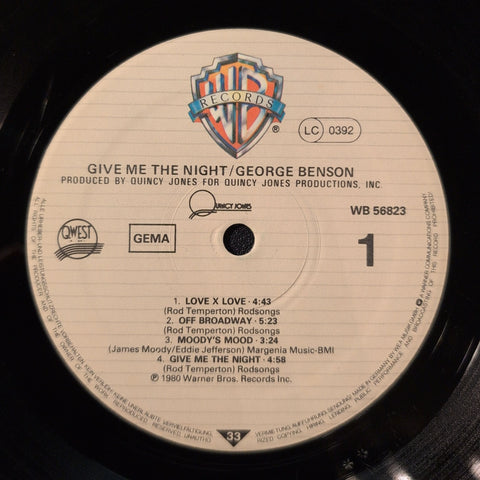 WB
RECORDS
®
LC 0392
GIVE ME THE NIGHT/GEORGE BENSON
PRODUCED BY QUINCY JONES FOR QUINCY JONES PRODUCTIONS, INC.
QUINCY JONES
WB 56823
QWEST
GEMA
1
1. LOVE X LOVE · 4:43
(Rod Temperton) Rodsongs
2. OFF BROADWAY · 5:23
(Rod Temperton) Rodsongs
3. MOODY'S MOOD · 3:24
(James Moody/Eddie Jefferson) Margenia Music-BMI
4. GIVE ME THE NIGHT · 4:58
(Rod Temperton) Rodsongs
℗ 1980 Warner Bros. Records Inc.
33